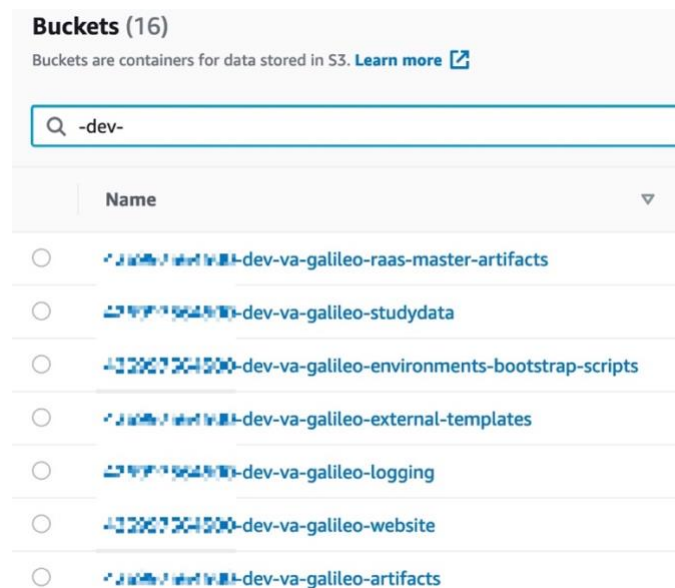 Buckets (16)
Buckets are containers for data stored in S3. Learn more
-dev-
Name
-dev-va-galileo-raas-master-artifacts
-dev-va-galileo-studydata
-dev-va-galileo-environments-bootstrap-scripts
-dev-va-galileo-external-templates
-dev-va-galileo-logging
-dev-va-galileo-website
-dev-va-galileo-artifacts